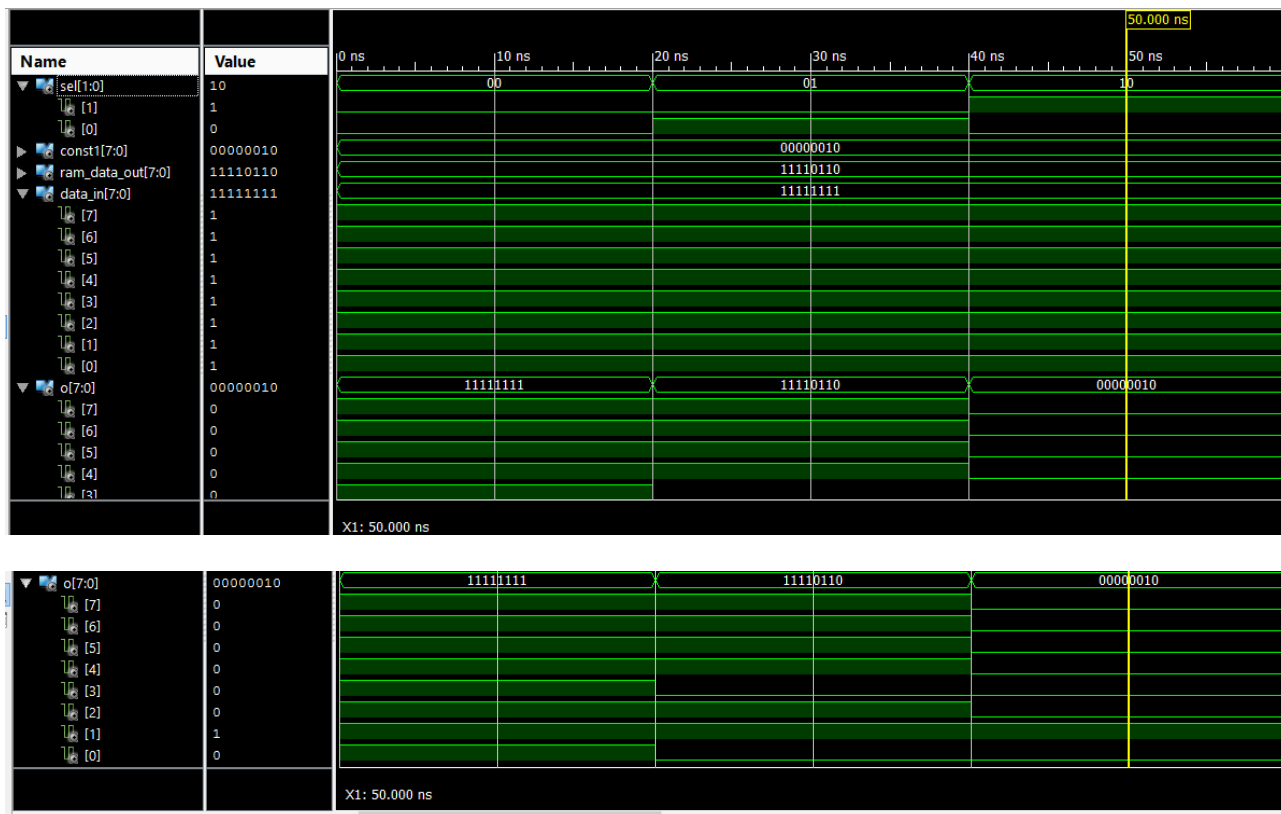 50.000 ns
Name Value 0 ns 10 ns 20 ns 30 ns 40 ns 50 ns
sel[1:0] 10 00 01 10
[1] 1
[0] 0
const1[7:0] 00000010 00000010
ram_data_out[7:0] 11110110 11110110
data_in[7:0] 11111111 11111111
[7] 1
[6] 1
[5] 1
[4] 1
[3] 1
[2] 1
[1] 1
[0] 1
o[7:0] 00000010 11111111 11110110 00000010
[7] 0
[6] 0
[5] 0
[4] 0
[3] 0
X1: 50.000 ns
o[7:0] 00000010 11111111 11110110 00000010
[7] 0
[6] 0
[5] 0
[4] 0
[3] 0
[2] 0
[1] 1
[0] 0
X1: 50.000 ns